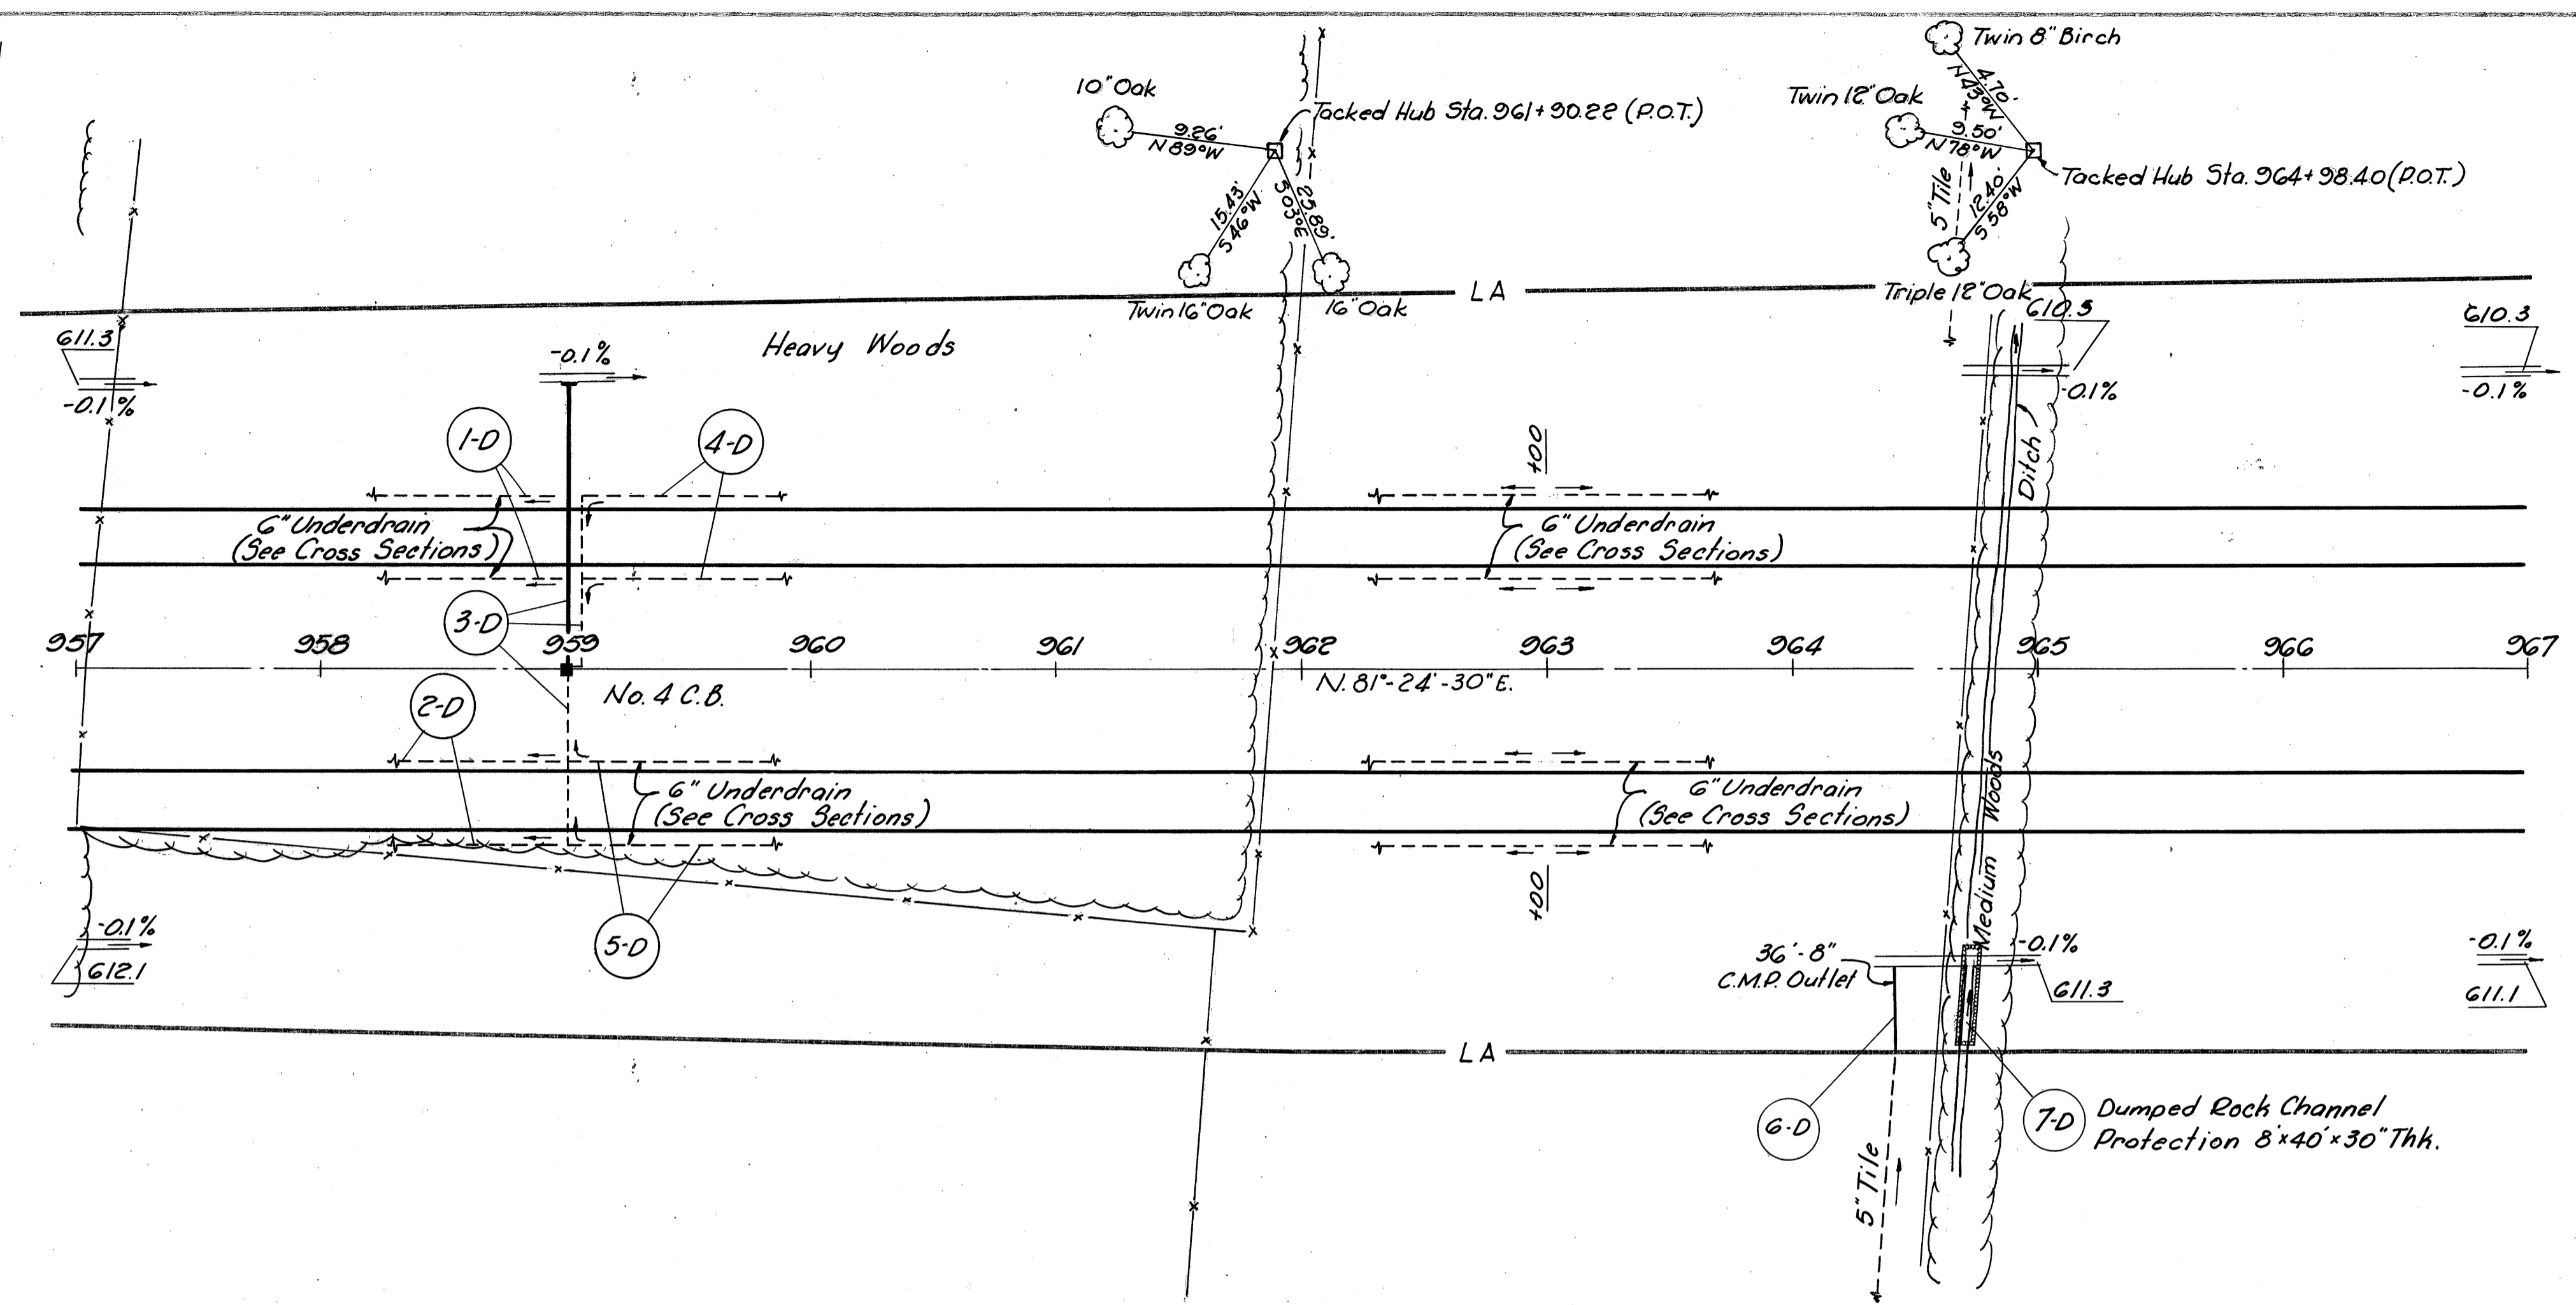 Twin 8" Birch
4.70'
N43°W
10" Oak
Twin 12" Oak
Tacked Hub Sta. 961+90.22 (P.O.T.)
9.26'
N89°W
9.50'
N78°W
Tacked Hub Sta. 964+98.40 (P.O.T.)
5" Tile
12.40'
S58°W
15.43'
S46°W
25.89'
S03°E
LA
Triple 12" Oak
Twin 16" Oak
16" Oak
611.3
-0.1%
Heavy Woods
-0.1%
610.5
-0.1%
610.3
-0.1%
1-D
4-D
+00
Ditch
6" Underdrain
(See Cross Sections)
6" Underdrain
(See Cross Sections)
3-D
957
958
959
960
961
962
963
964
965
966
967
N. 81°-24'-30" E.
No. 4 C.B.
2-D
6" Underdrain
(See Cross Sections)
6" Underdrain
(See Cross Sections)
Medium Woods
+00
5-D
-0.1%
612.1
36'-8"
C.M.P. Outlet
-0.1%
611.3
-0.1%
611.1
LA
6-D
7-D
Dumped Rock Channel
Protection 8'x40'x30" Thk.
5" Tile